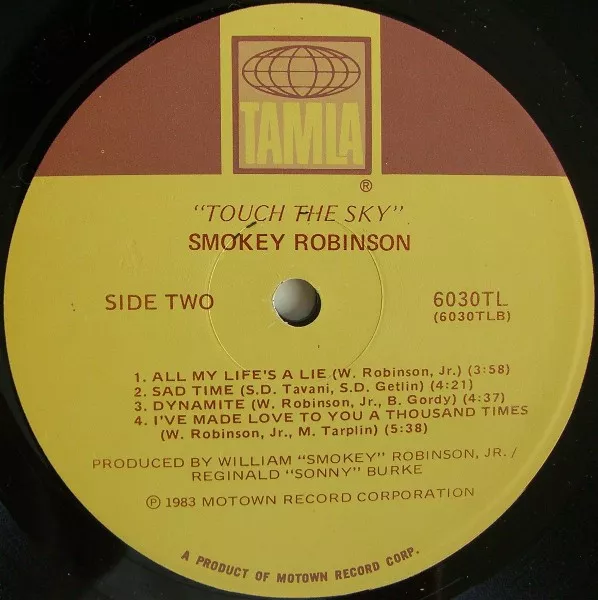 TAMLA
®
"TOUCH THE SKY"
SMOKEY ROBINSON
SIDE TWO
6030TL
(6030TLB)
1. ALL MY LIFE'S A LIE (W. Robinson, Jr.) (3:58)
2. SAD TIME (S.D. Tavani, S.D. Getlin) (4:21)
3. DYNAMITE (W. Robinson, Jr., B. Gordy) (4:37)
4. I'VE MADE LOVE TO YOU A THOUSAND TIMES
(W. Robinson, Jr., M. Tarplin) (5:38)
PRODUCED BY WILLIAM "SMOKEY" ROBINSON, JR./
REGINALD "SONNY" BURKE
℗ 1983 MOTOWN RECORD CORPORATION
A PRODUCT OF MOTOWN RECORD CORP.